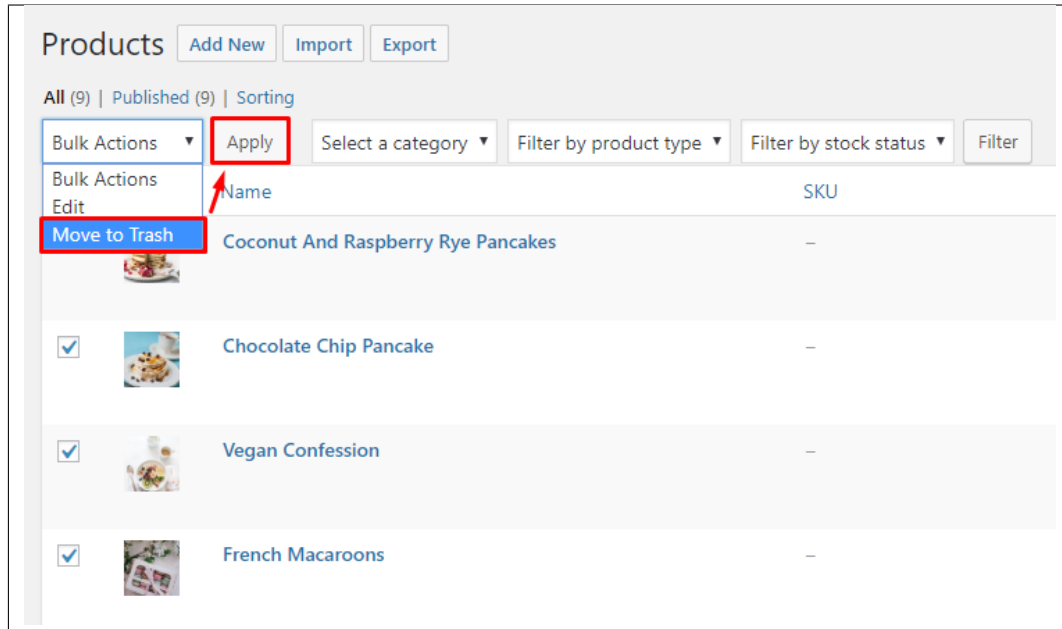 Products Add New Import Export
All (9) | Published (9) | Sorting
Bulk Actions Apply Select a category Filter by product type Filter by stock status Filter
Bulk Actions
Edit
Move to Trash
Name SKU
Coconut And Raspberry Rye Pancakes –
Chocolate Chip Pancake –
Vegan Confession –
French Macaroons –